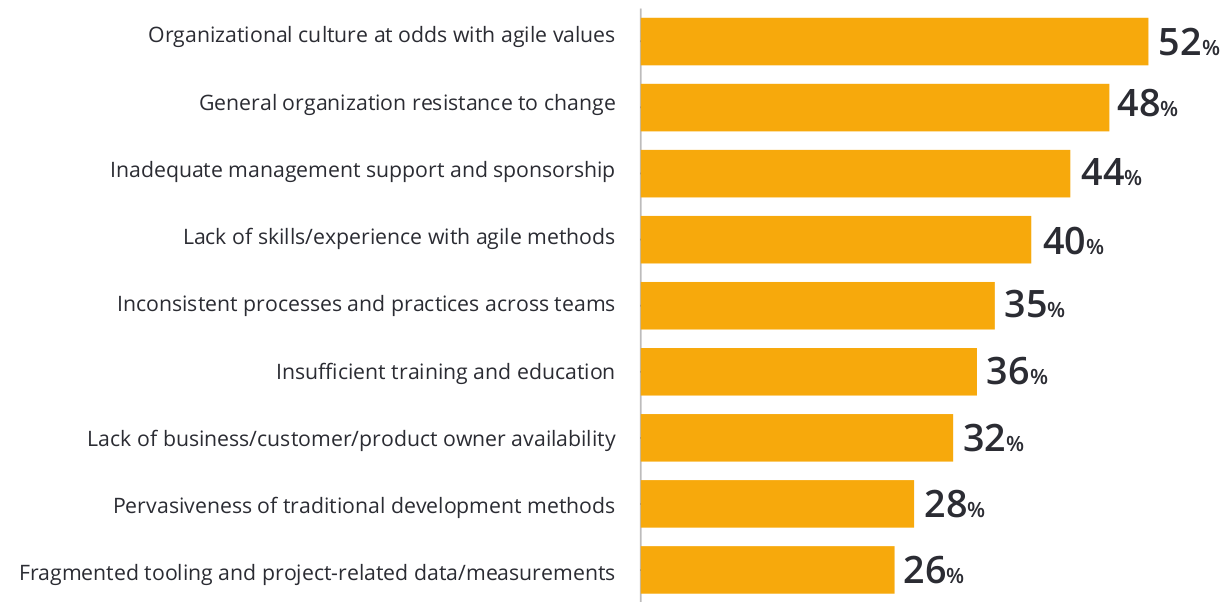 Organizational culture at odds with agile values 52%
General organization resistance to change 48%
Inadequate management support and sponsorship 44%
Lack of skills/experience with agile methods 40%
Inconsistent processes and practices across teams 35%
Insufficient training and education 36%
Lack of business/customer/product owner availability 32%
Pervasiveness of traditional development methods 28%
Fragmented tooling and project-related data/measurements 26%